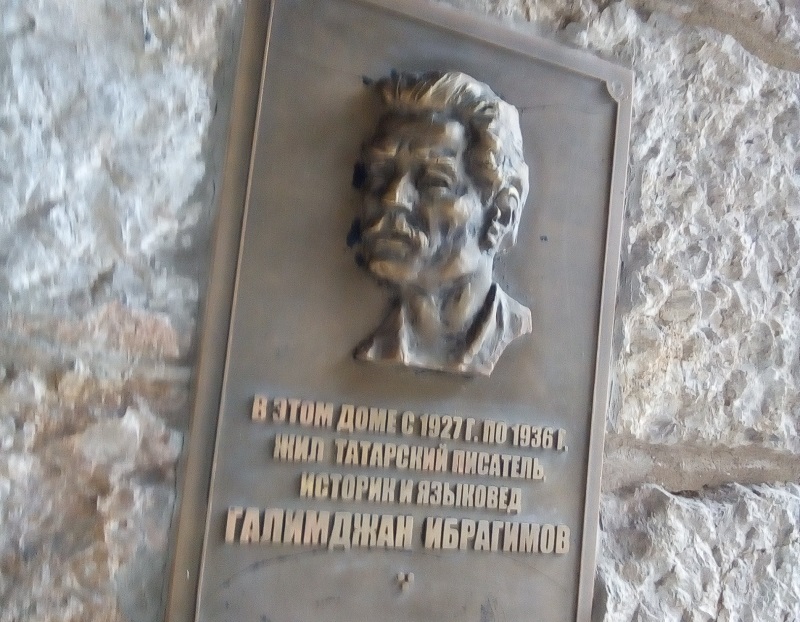 В ЭТОМ ДОМЕ С 1927 Г. ПО 1936 Г.
ЖИЛ ТАТАРСКИЙ ПИСАТЕЛЬ,
ИСТОРИК И ЯЗЫКОВЕД
ГАЛИМДЖАН ИБРАГИМОВ